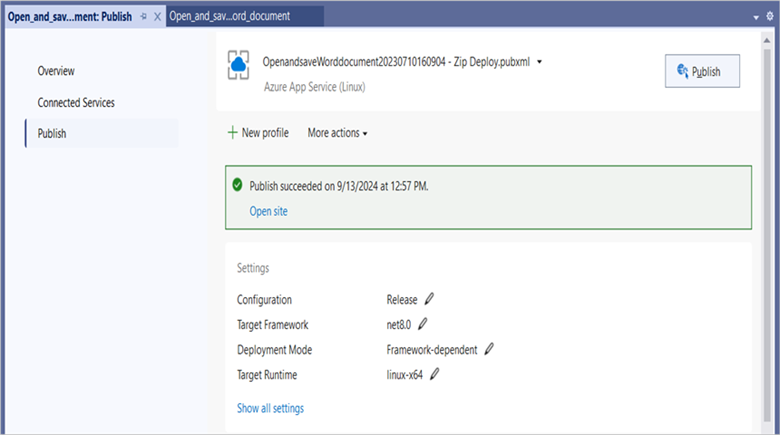 Open_and_sav...ment: Publish
Open_and_sav...ord_document
Overview
Connected Services
Publish
OpenandsaveWorddocument20230710160904 - Zip Deploy.pubxml
Azure App Service (Linux)
Publish
New profile
More actions
Publish succeeded on 9/13/2024 at 12:57 PM.
Open site
Settings
Configuration Release
Target Framework net8.0
Deployment Mode Framework-dependent
Target Runtime linux-x64
Show all settings